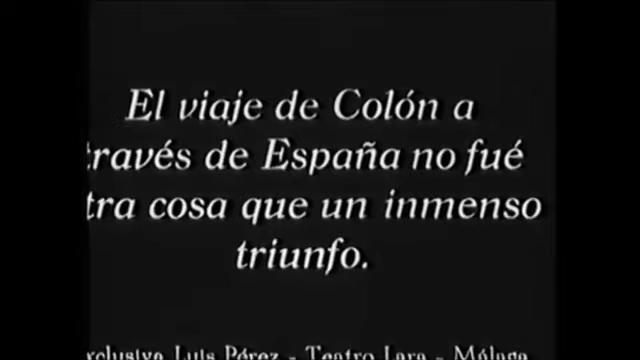 El viaje de Colón a
través de España no fué
tra cosa que un inmenso
triunfo.
xclusiva Luis Pérez - Teatro Lara - Málaga